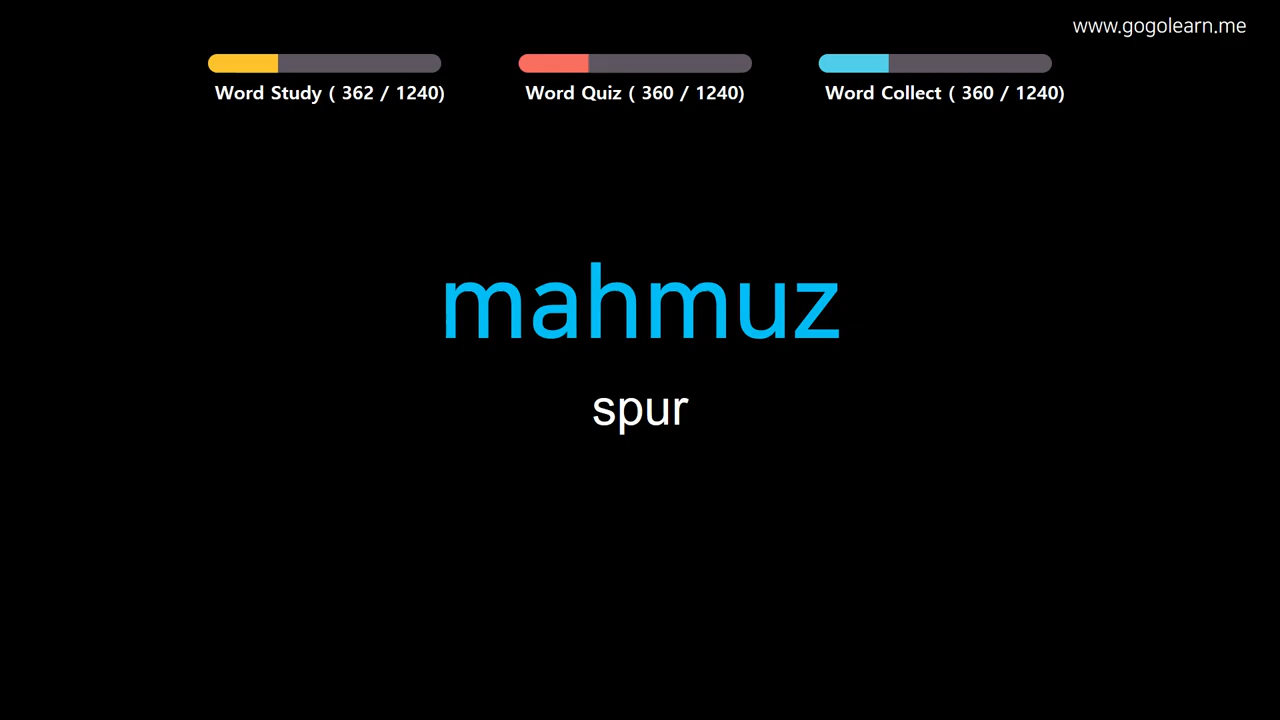 www.gogolearn.me
Word Study ( 362 / 1240)
Word Quiz ( 360 / 1240)
Word Collect ( 360 / 1240)
mahmuz
spur